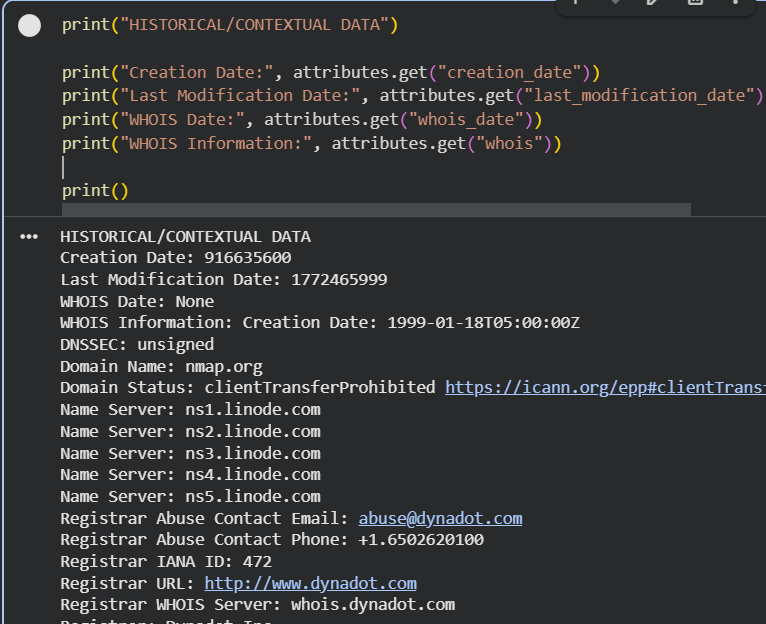 print("HISTORICAL/CONTEXTUAL DATA")
print("Creation Date:", attributes.get("creation_date"))
print("Last Modification Date:", attributes.get("last_modification_date")
print("WHOIS Date:", attributes.get("whois_date"))
print("WHOIS Information:", attributes.get("whois"))
print()
HISTORICAL/CONTEXTUAL DATA
Creation Date: 916635600
Last Modification Date: 1772465999
WHOIS Date: None
WHOIS Information: Creation Date: 1999-01-18T05:00:00Z
DNSSEC: unsigned
Domain Name: nmap.org
Domain Status: clientTransferProhibited https://icann.org/epp#clientTrans
Name Server: ns1.linode.com
Name Server: ns2.linode.com
Name Server: ns3.linode.com
Name Server: ns4.linode.com
Name Server: ns5.linode.com
Registrar Abuse Contact Email: abuse@dynadot.com
Registrar Abuse Contact Phone: +1.6502620100
Registrar IANA ID: 472
Registrar URL: http://www.dynadot.com
Registrar WHOIS Server: whois.dynadot.com
Registrar: Dynadot Inc